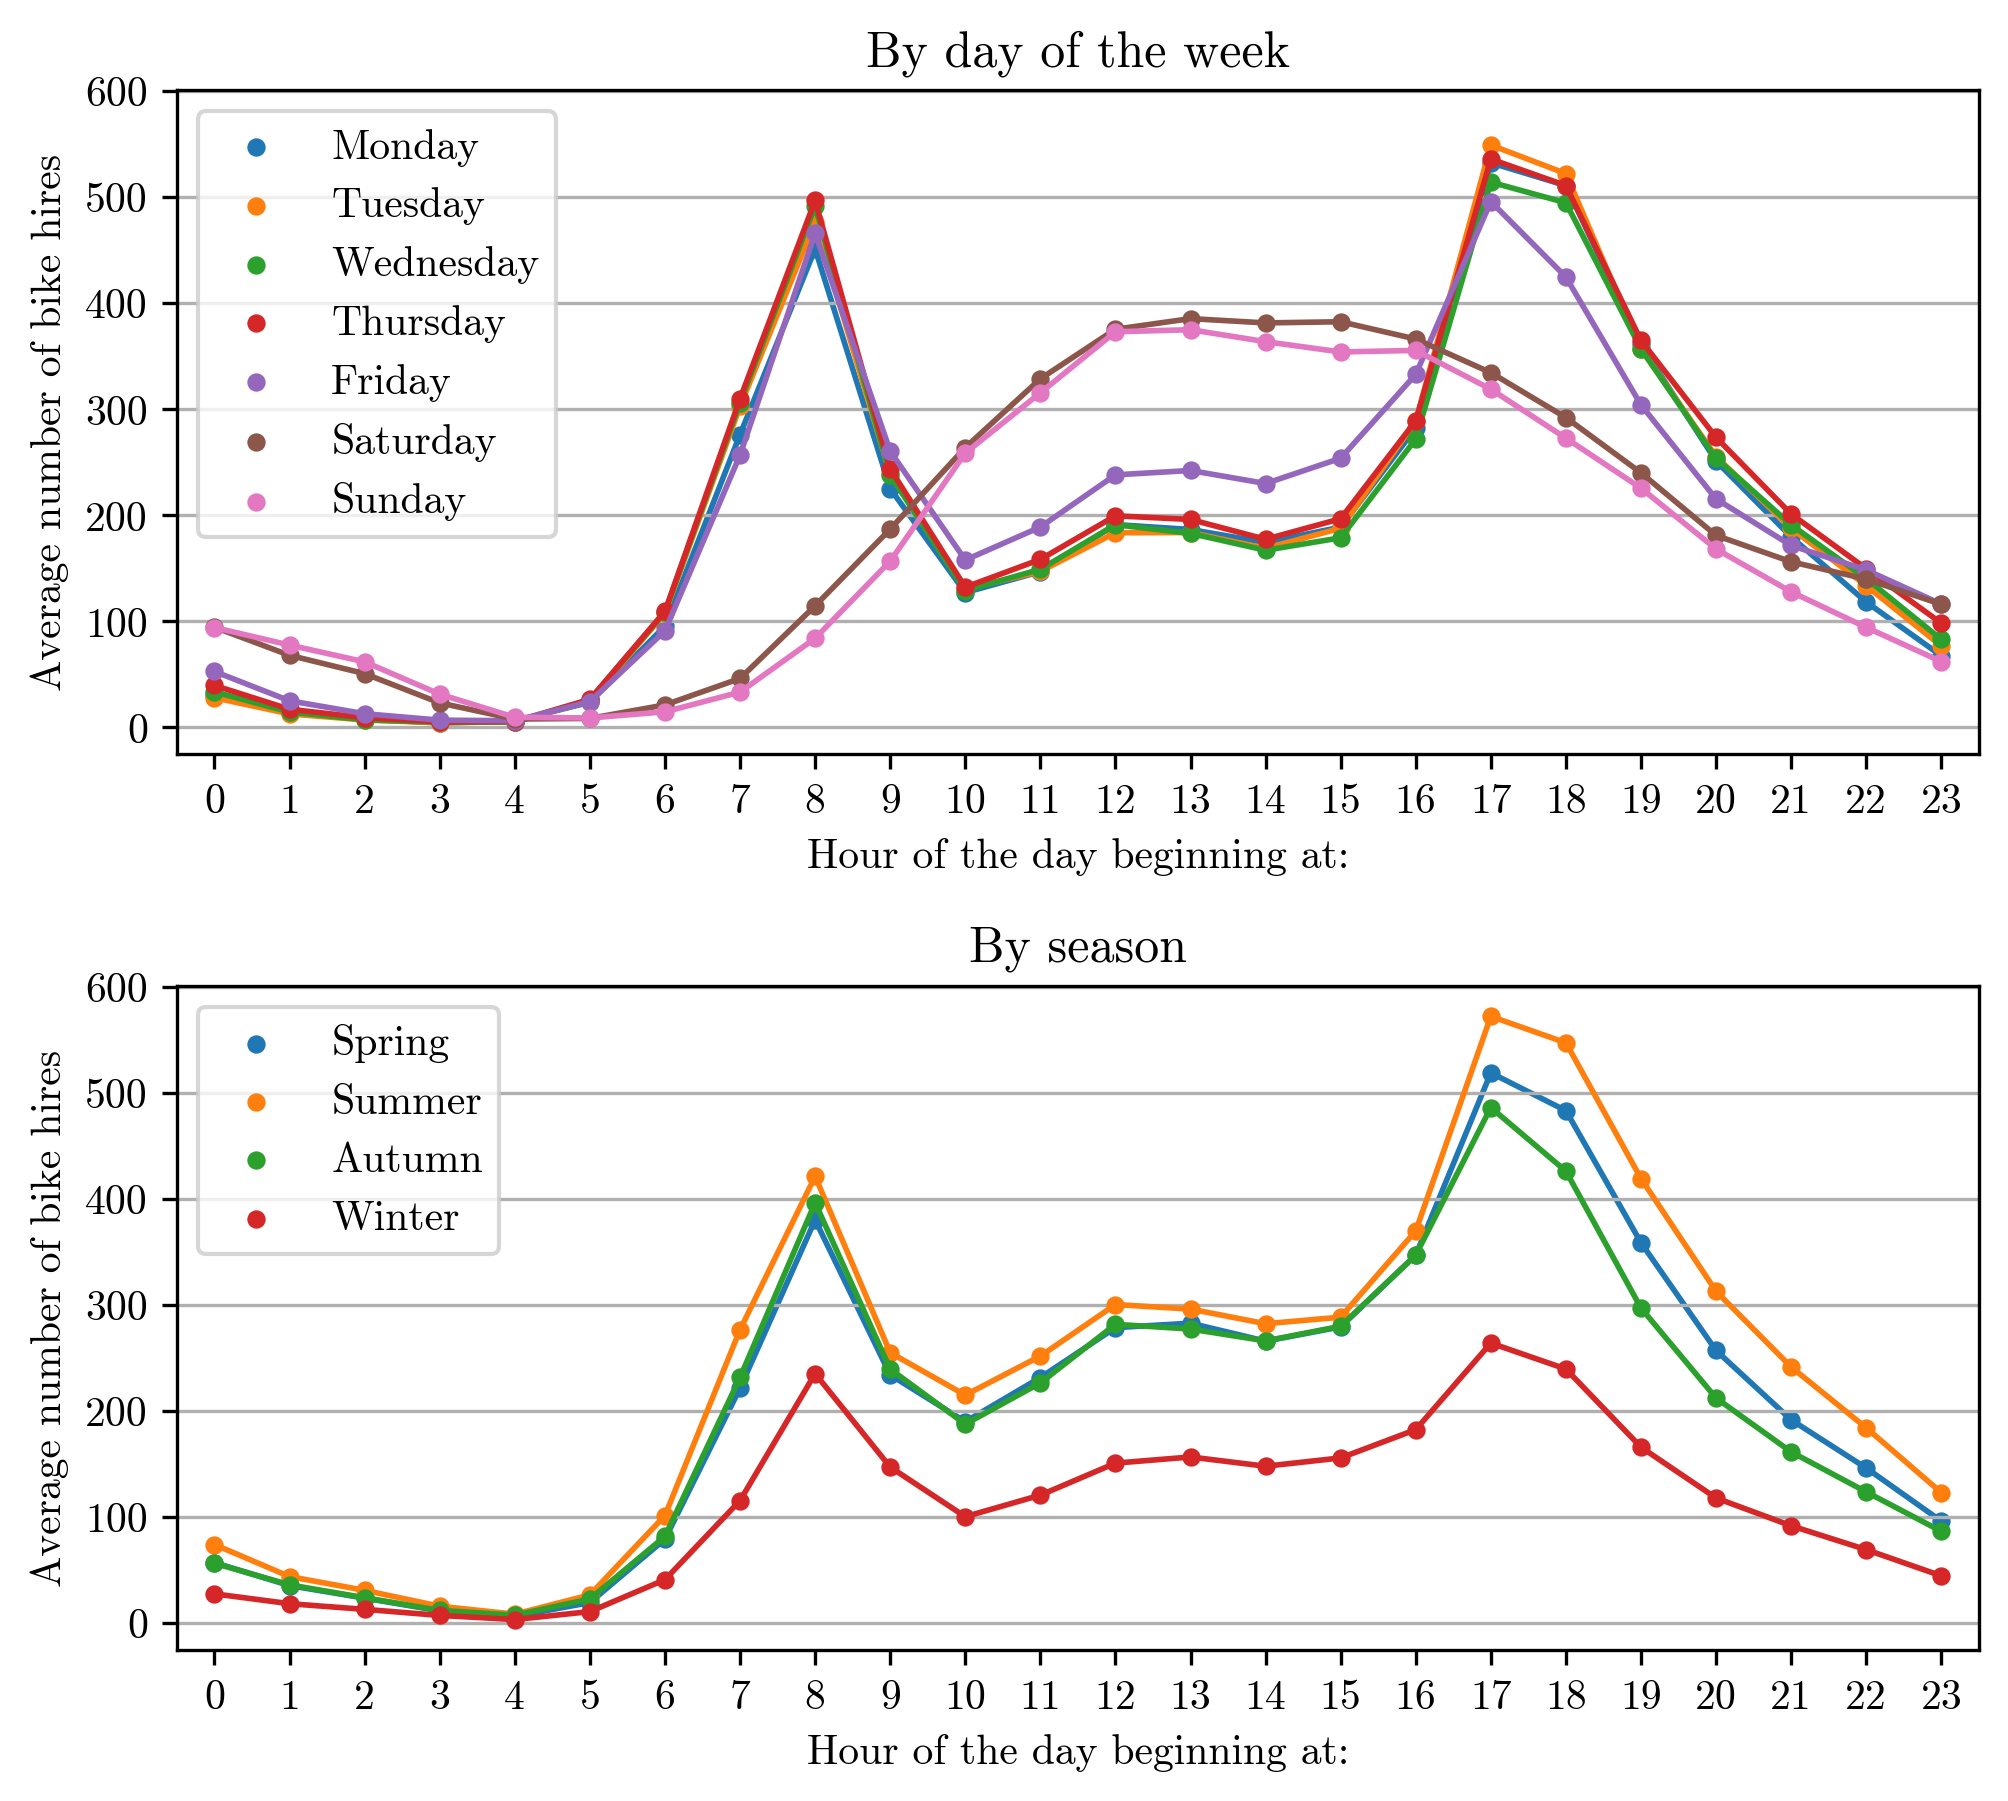 By day of the week
600
500
400
300
200
100
0
Average number of bike hires
Monday
Tuesday
Wednesday
Thursday
Friday
Saturday
Sunday
0 1 2 3 4 5 6 7 8 9 10 11 12 13 14 15 16 17 18 19 20 21 22 23
Hour of the day beginning at:
By season
600
500
400
300
200
100
0
Average number of bike hires
Spring
Summer
Autumn
Winter
0 1 2 3 4 5 6 7 8 9 10 11 12 13 14 15 16 17 18 19 20 21 22 23
Hour of the day beginning at: